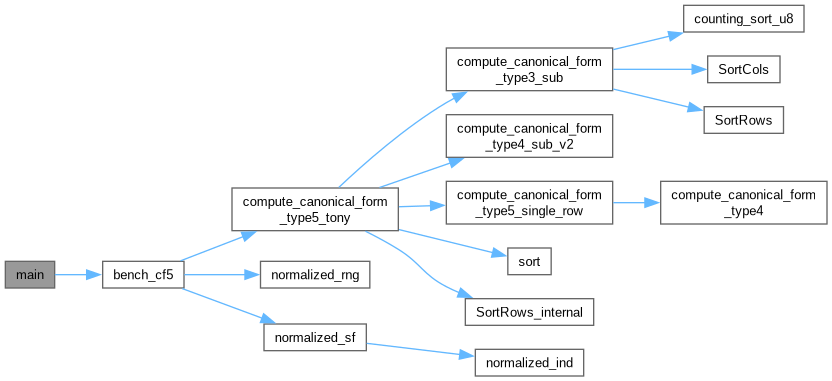 main
bench_cf5
compute_canonical_form
_type5_tony
normalized_rng
normalized_sf
compute_canonical_form
_type3_sub
compute_canonical_form
_type4_sub_v2
compute_canonical_form
_type5_single_row
sort
SortRows_internal
normalized_ind
counting_sort_u8
SortCols
SortRows
compute_canonical_form
_type4